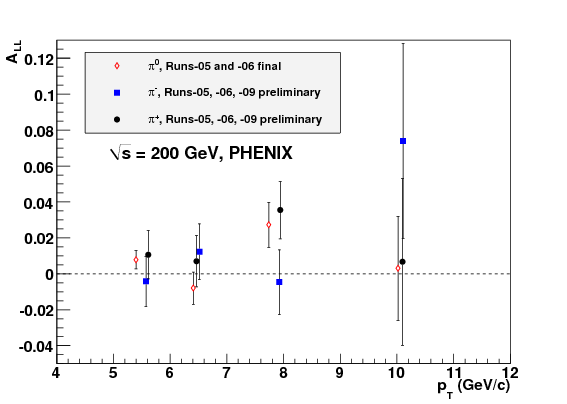 A_LL
0.12
0.1
0.08
0.06
0.04
0.02
0
-0.02
-0.04
π⁰, Runs-05 and -06 final
π⁻, Runs-05, -06, -09 preliminary
π⁺, Runs-05, -06, -09 preliminary
√s = 200 GeV, PHENIX
4 5 6 7 8 9 10 11 12
p_T (GeV/c)